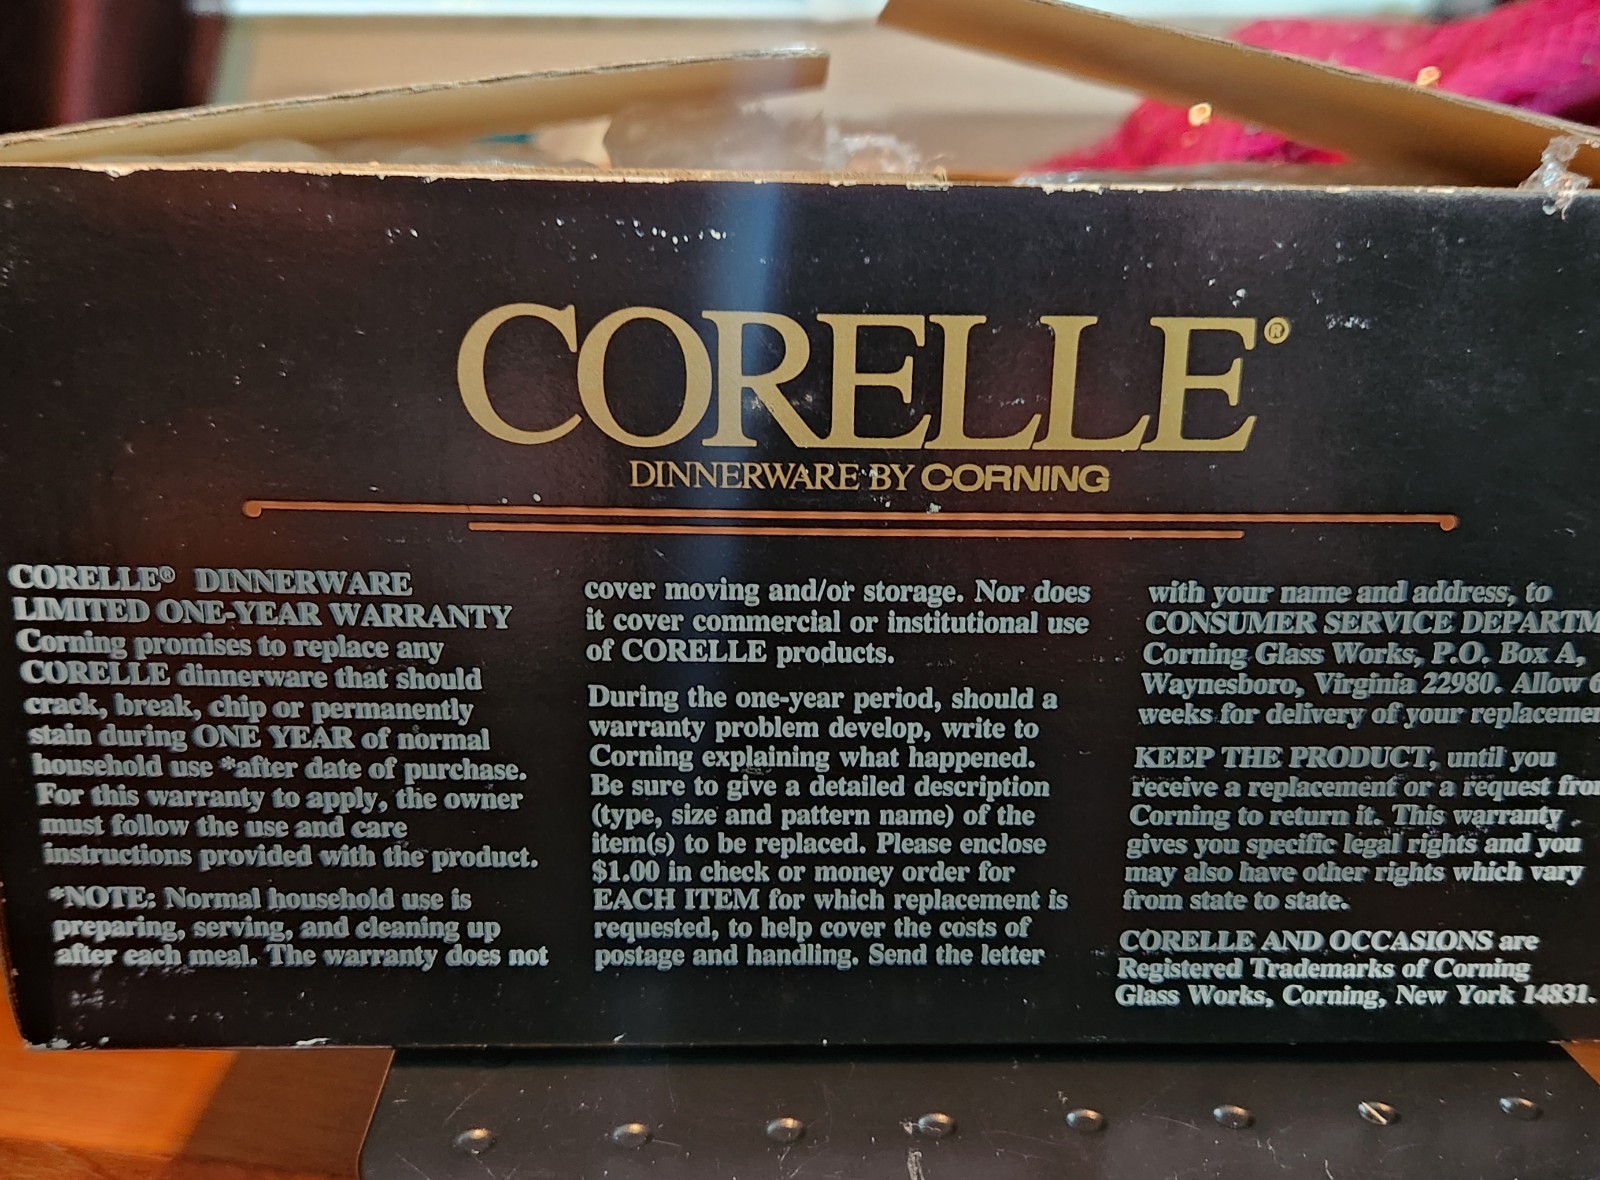 CORELLE®
DINNERWARE BY CORNING
CORELLE® DINNERWARE
LIMITED ONE-YEAR WARRANTY
Corning promises to replace any
CORELLE dinnerware that should
crack, break, chip or permanently
stain during ONE YEAR of normal
household use *after date of purchase.
For this warranty to apply, the owner
must follow the use and care
instructions provided with the product.
*NOTE: Normal household use is
preparing, serving, and cleaning up
after each meal. The warranty does not
cover moving and/or storage. Nor does
it cover commercial or institutional use
of CORELLE products.
During the one-year period, should a
warranty problem develop, write to
Corning explaining what happened.
Be sure to give a detailed description
(type, size and pattern name) of the
item(s) to be replaced. Please enclose
$1.00 in check or money order for
EACH ITEM for which replacement is
requested, to help cover the costs of
postage and handling. Send the letter
with your name and address, to
CONSUMER SERVICE
Corning Glass Works, P.O. Box A,
Waynesboro, Virginia 22980. Allow
weeks for delivery of your
KEEP THE PRODUCT, until you
receive a replacement or a request
Corning to return it. This warranty
gives you specific legal rights and you
may also have other rights which vary
from state to state.
CORELLE AND OCCASIONS are
Registered Trademarks of Corning
Glass Works, Corning, New York 14831.